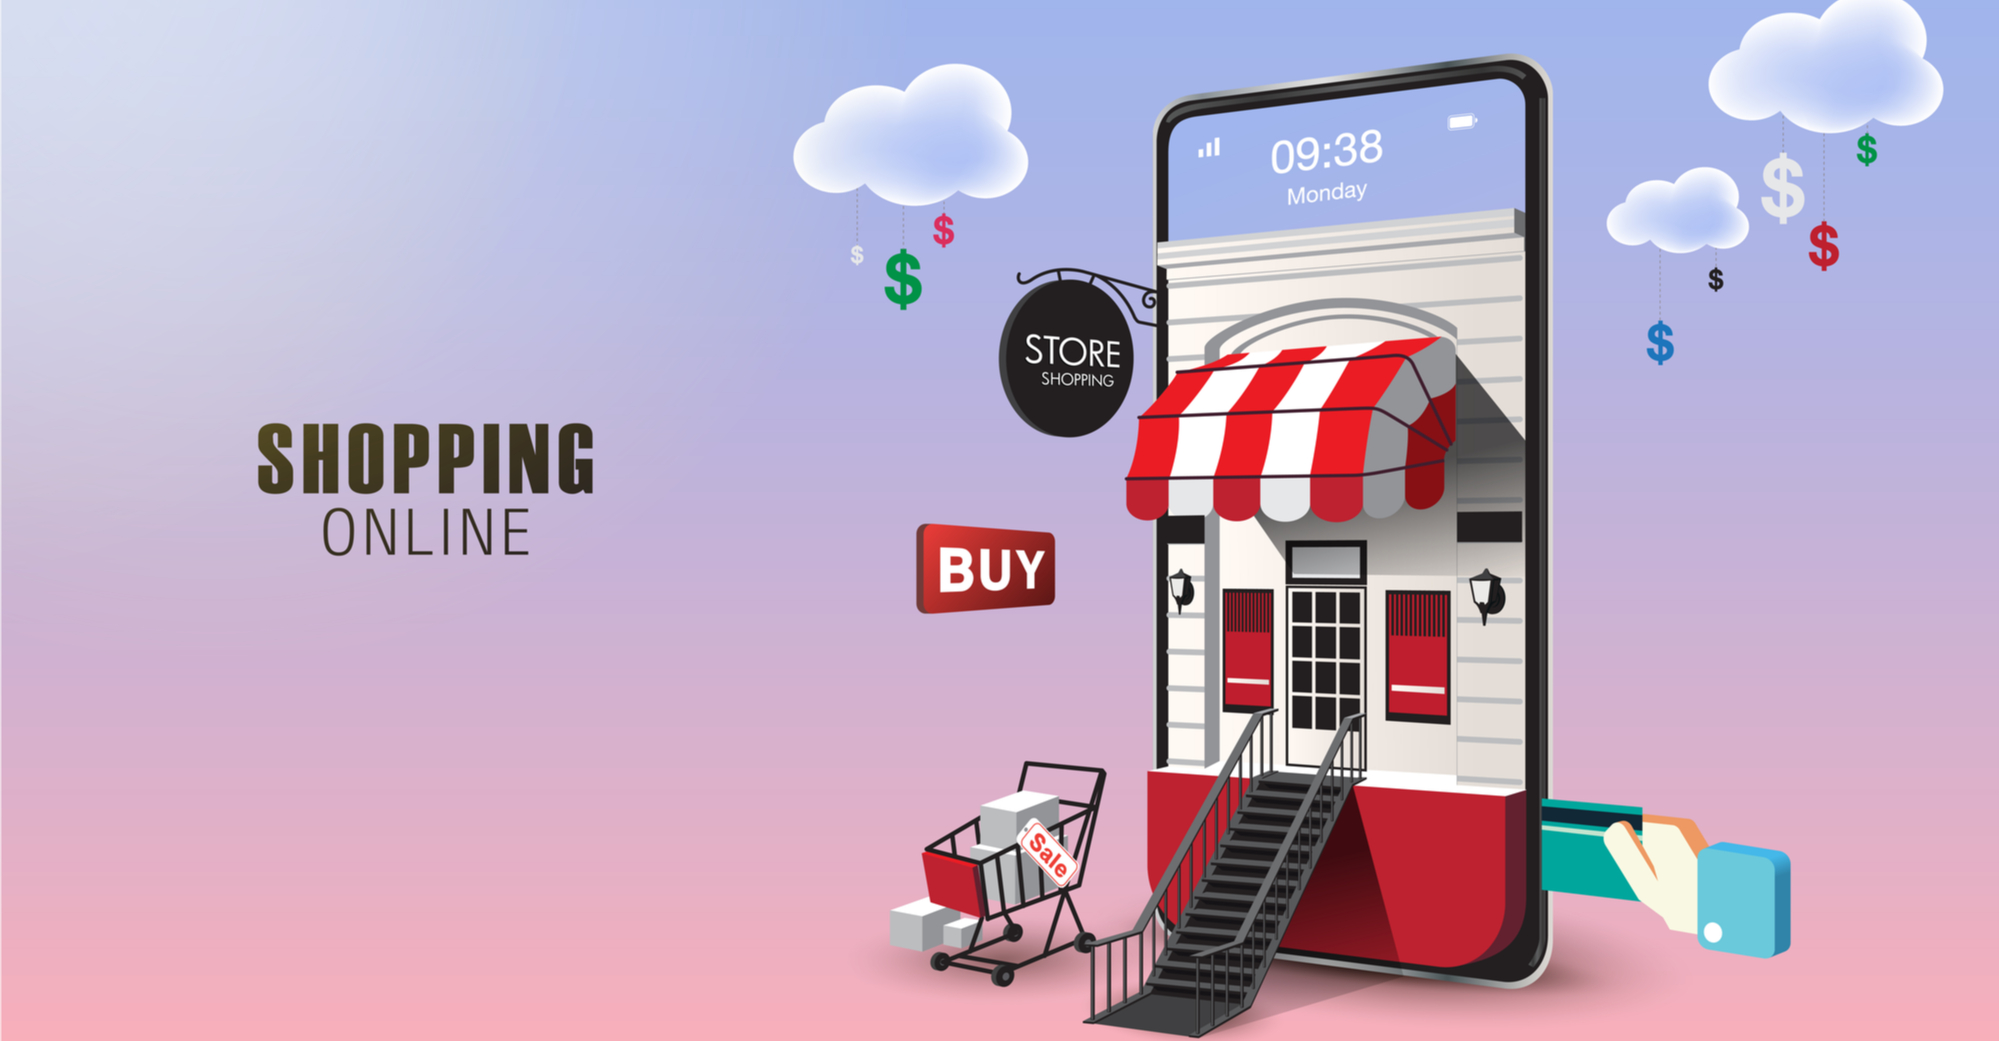 SHOPPING
ONLINE
09:38
Monday
STORE
SHOPPING
BUY
Sale
$
$
$
$
$
$
$
$